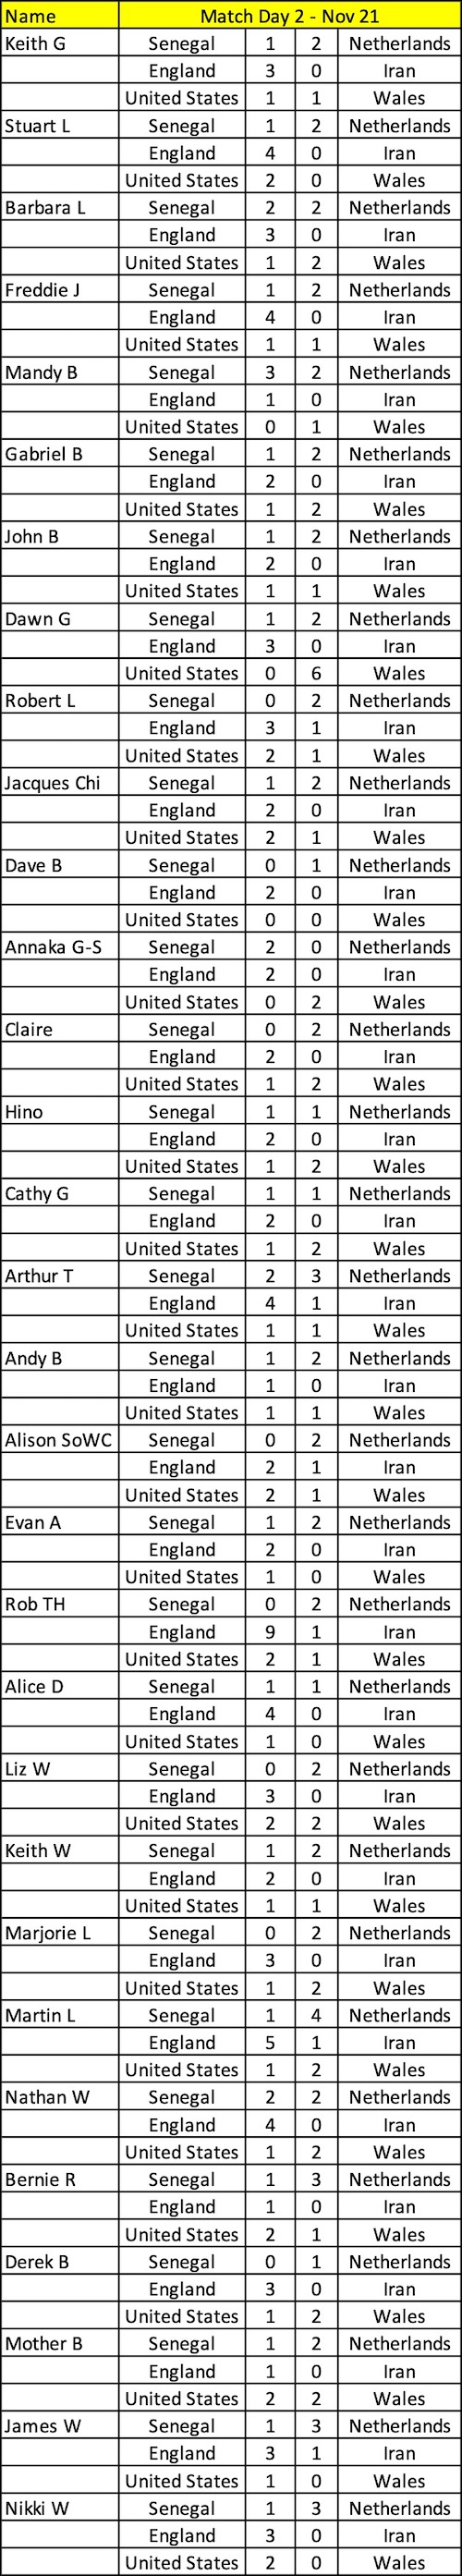 Name Match Day 2 - Nov 21
Keith G Senegal 1 2 Netherlands
England 3 0 Iran
United States 1 1 Wales
Stuart L Senegal 1 2 Netherlands
England 4 0 Iran
United States 2 0 Wales
Barbara L Senegal 2 2 Netherlands
England 3 0 Iran
United States 1 2 Wales
Freddie J Senegal 1 2 Netherlands
England 4 0 Iran
United States 1 1 Wales
Mandy B Senegal 3 2 Netherlands
England 1 0 Iran
United States 0 1 Wales
Gabriel B Senegal 1 2 Netherlands
England 2 0 Iran
United States 1 2 Wales
John B Senegal 1 2 Netherlands
England 2 0 Iran
United States 1 1 Wales
Dawn G Senegal 1 2 Netherlands
England 3 0 Iran
United States 0 6 Wales
Robert L Senegal 0 2 Netherlands
England 3 1 Iran
United States 2 1 Wales
Jacques Chi Senegal 1 2 Netherlands
England 2 0 Iran
United States 2 1 Wales
Dave B Senegal 0 1 Netherlands
England 2 0 Iran
United States 0 0 Wales
Annaka G-S Senegal 2 0 Netherlands
England 2 0 Iran
United States 0 2 Wales
Claire Senegal 0 2 Netherlands
England 2 0 Iran
United States 1 2 Wales
Hino Senegal 1 1 Netherlands
England 2 0 Iran
United States 1 2 Wales
Cathy G Senegal 1 1 Netherlands
England 2 0 Iran
United States 1 2 Wales
Arthur T Senegal 2 3 Netherlands
England 4 1 Iran
United States 1 1 Wales
Andy B Senegal 1 2 Netherlands
England 1 0 Iran
United States 1 1 Wales
Alison SoWC Senegal 0 2 Netherlands
England 2 1 Iran
United States 2 1 Wales
Evan A Senegal 1 2 Netherlands
England 2 0 Iran
United States 1 0 Wales
Rob TH Senegal 0 2 Netherlands
England 9 1 Iran
United States 2 1 Wales
Alice D Senegal 1 1 Netherlands
England 4 0 Iran
United States 1 0 Wales
Liz W Senegal 0 2 Netherlands
England 3 0 Iran
United States 2 2 Wales
Keith W Senegal 1 2 Netherlands
England 2 0 Iran
United States 1 1 Wales
Marjorie L Senegal 0 2 Netherlands
England 3 0 Iran
United States 1 2 Wales
Martin L Senegal 1 4 Netherlands
England 5 1 Iran
United States 1 2 Wales
Nathan W Senegal 2 2 Netherlands
England 4 0 Iran
United States 1 2 Wales
Bernie R Senegal 1 3 Netherlands
England 1 0 Iran
United States 2 1 Wales
Derek B Senegal 0 1 Netherlands
England 3 0 Iran
United States 1 2 Wales
Mother B Senegal 1 2 Netherlands
England 1 0 Iran
United States 2 2 Wales
James W Senegal 1 3 Netherlands
England 3 1 Iran
United States 1 0 Wales
Nikki W Senegal 1 3 Netherlands
England 3 0 Iran
United States 2 0 Wales